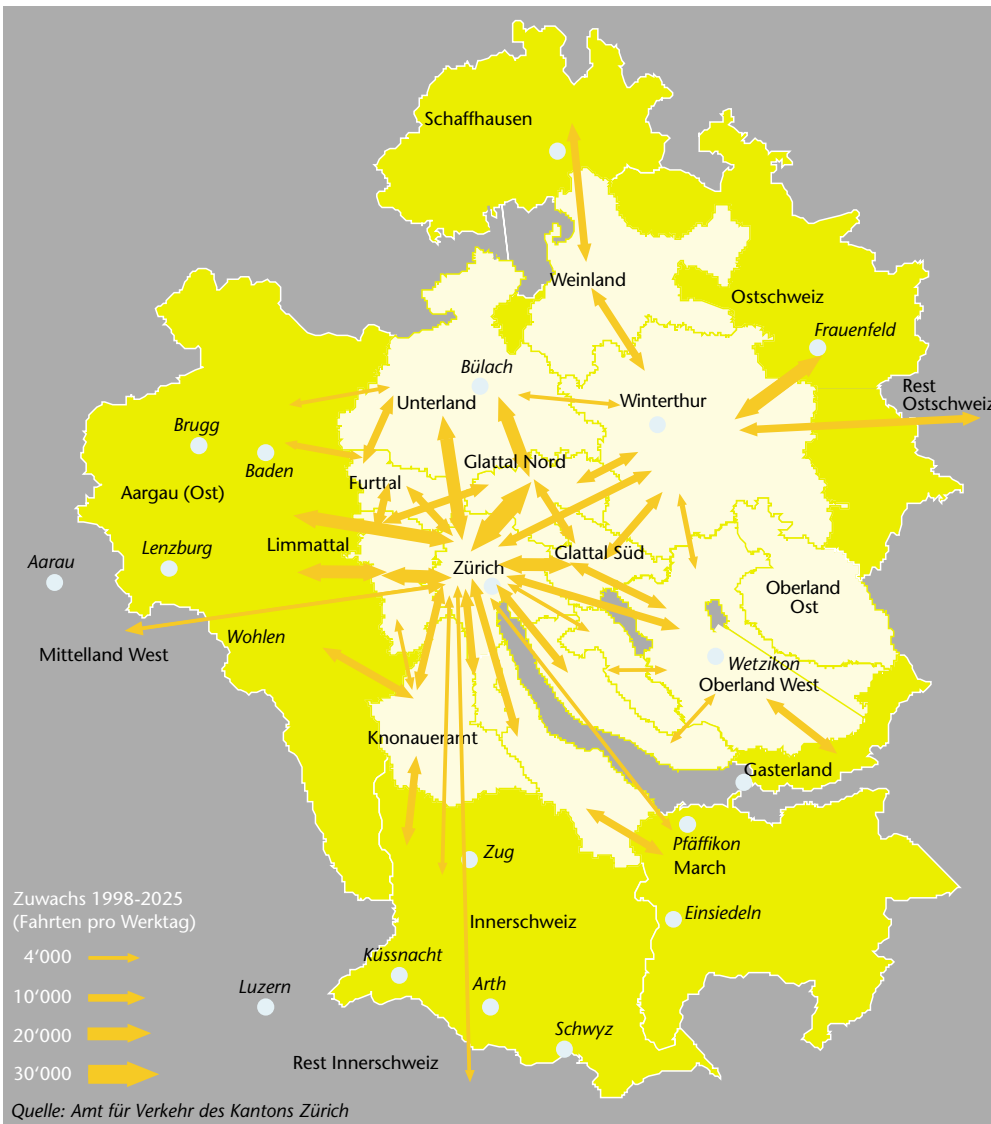 Schaffhausen
Weinland
Ostschweiz
Frauenfeld
Bülach
Rest
Ostschweiz
Unterland
Winterthur
Brugg
Baden
Glattal Nord
Furttal
Aargau (Ost)
Limmattal
Lenzburg
Glattal Süd
Aarau
Zürich
Oberland
Ost
Wohlen
Mittelland West
Wetzikon
Oberland West
Knonaueramt
Gasterland
Pfäffikon
March
Zug
Zuwachs 1998-2025
(Fahrten pro Werktag)
Einsiedeln
Innerschweiz
4’000
Küssnacht
Luzern
Arth
10’000
Schwyz
20’000
Rest Innerschweiz
30’000
Quelle: Amt für Verkehr des Kantons Zürich